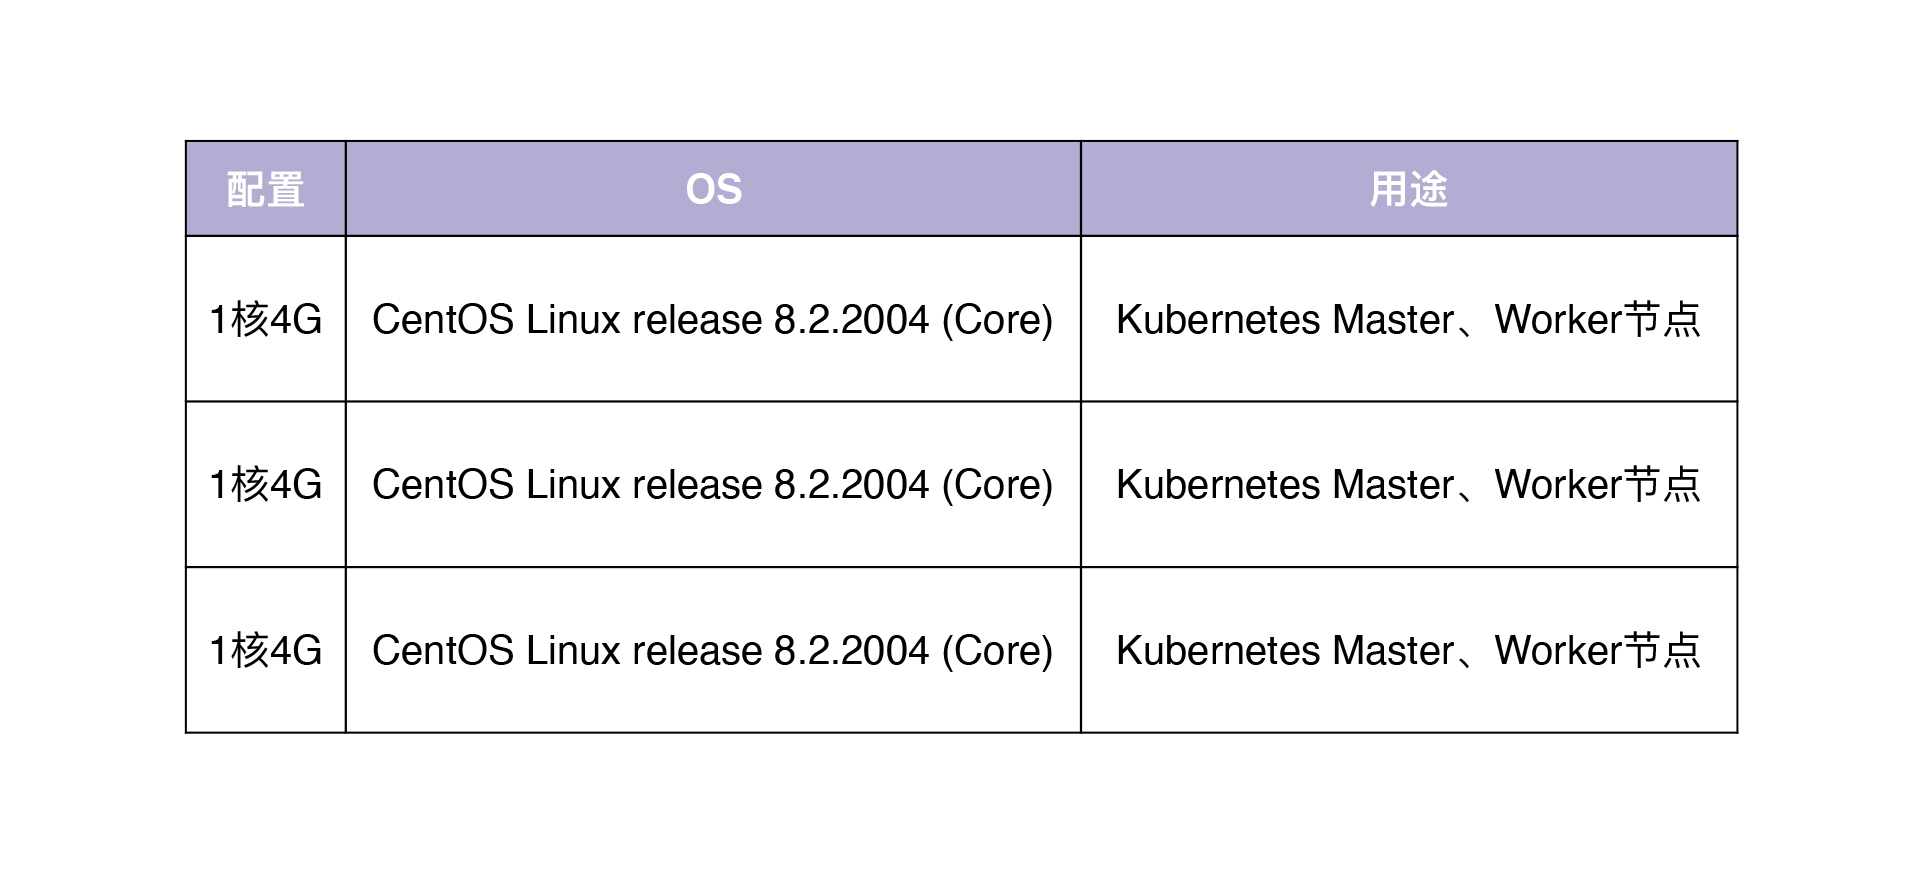 配置 OS 用途
1核4G CentOS Linux release 8.2.2004 (Core) Kubernetes Master、Worker节点
1核4G CentOS Linux release 8.2.2004 (Core) Kubernetes Master、Worker节点
1核4G CentOS Linux release 8.2.2004 (Core) Kubernetes Master、Worker节点